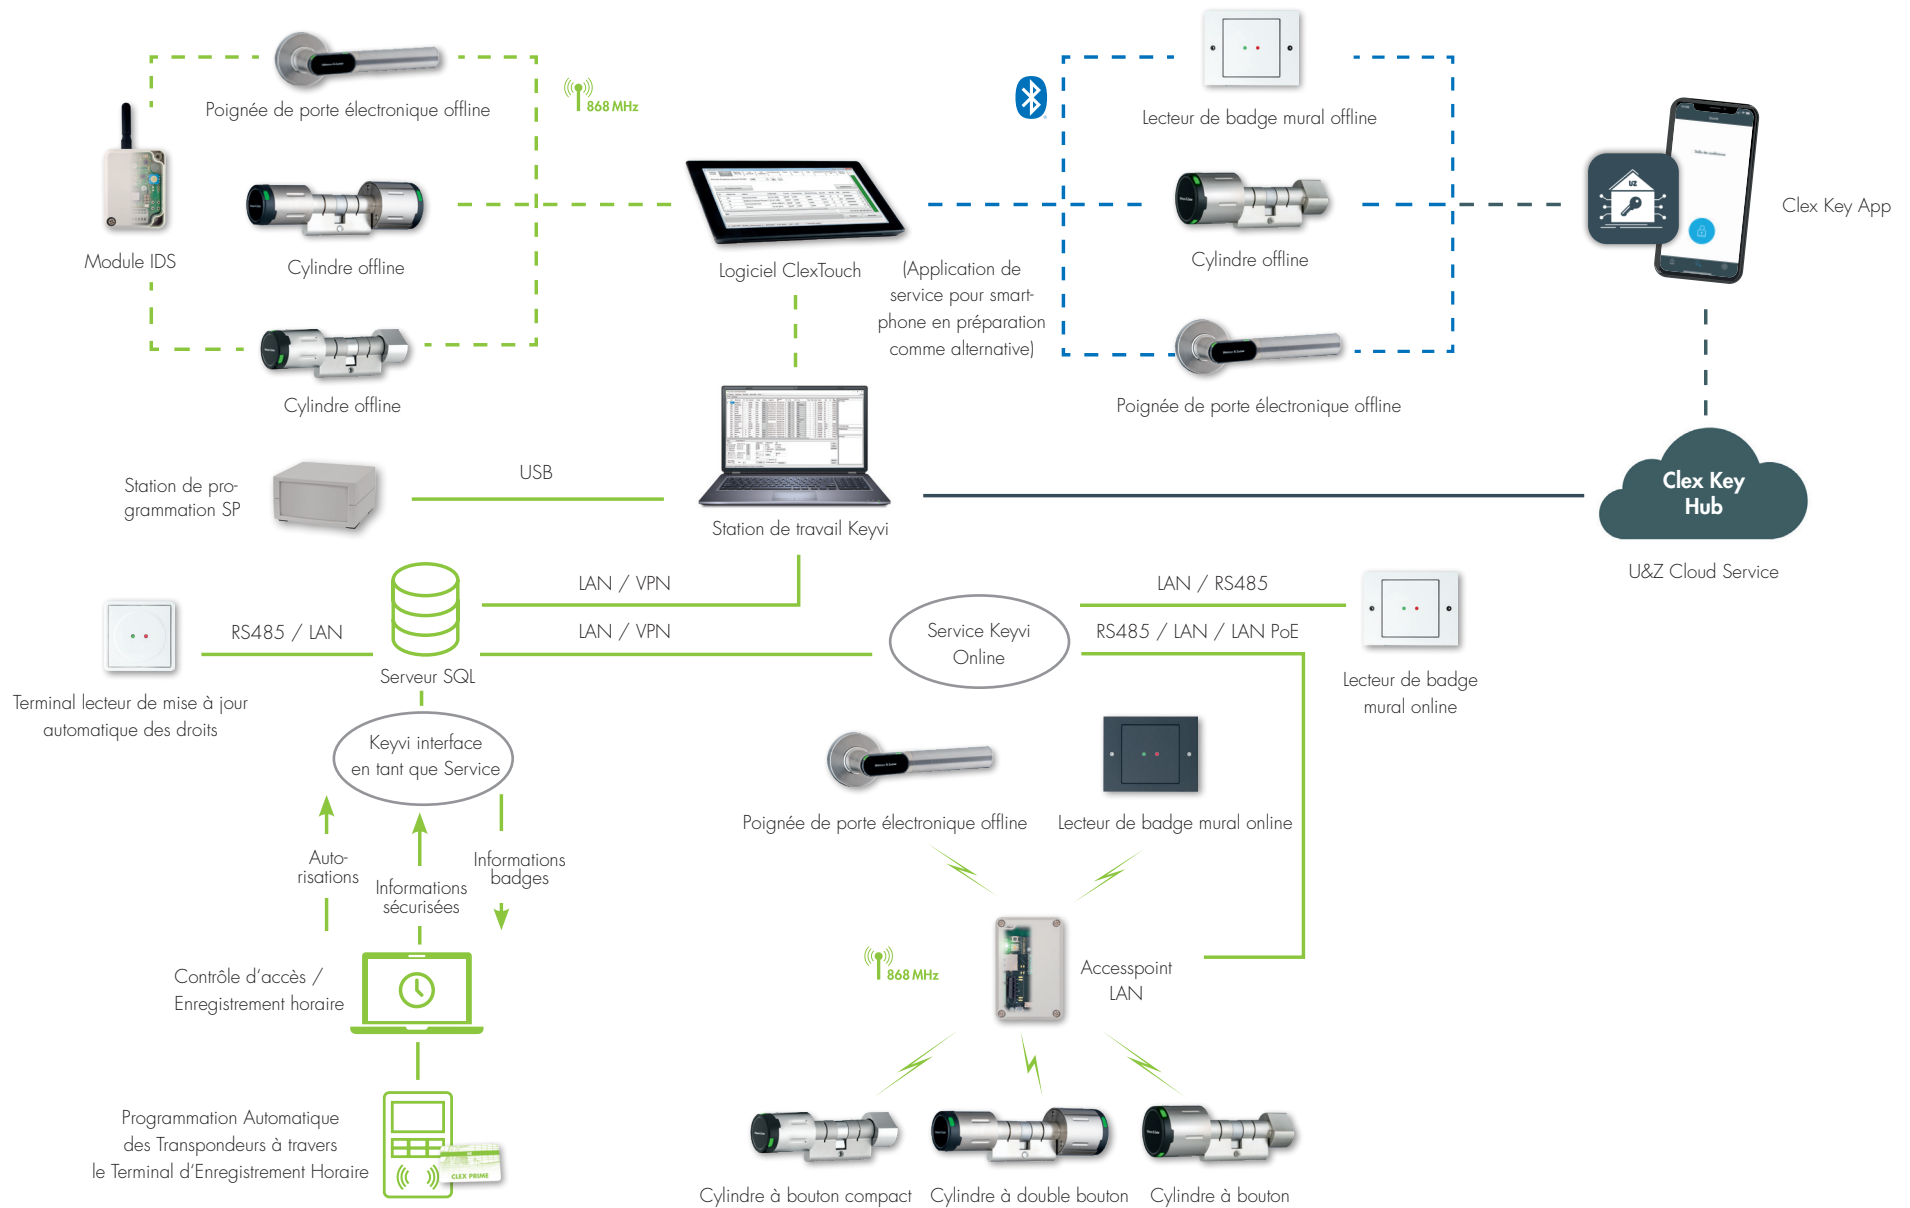 Poignée de porte électronique offline
868 MHz
Lecteur de badge mural offline
Module IDS
Cylindre offline
Logiciel ClexTouch
(Application de
service pour smart-
phone en préparation
comme alternative)
Cylindre offline
UZ
Clex Key App
Cylindre offline
Poignée de porte électronique offline
Station de pro-
grammation SP
USB
Station de travail Keyvi
Clex Key
Hub
U&Z Cloud Service
LAN / VPN
LAN / RS485
RS485 / LAN
LAN / VPN
Service Keyvi
Online
RS485 / LAN / LAN PoE
Serveur SQL
Terminal lecteur de mise à jour
automatique des droits
Lecteur de badge
mural online
Keyvi interface
en tant que Service
Poignée de porte électronique offline
Lecteur de badge mural online
Auto-
risations
Informations
sécurisées
Informations
badges
868 MHz
Accesspoint
LAN
Contrôle d‘accès /
Enregistrement horaire
Programmation Automatique
des Transpondeurs à travers
le Terminal d‘Enregistrement Horaire
CLEX PRIME
Cylindre à bouton compact
Cylindre à double bouton
Cylindre à bouton